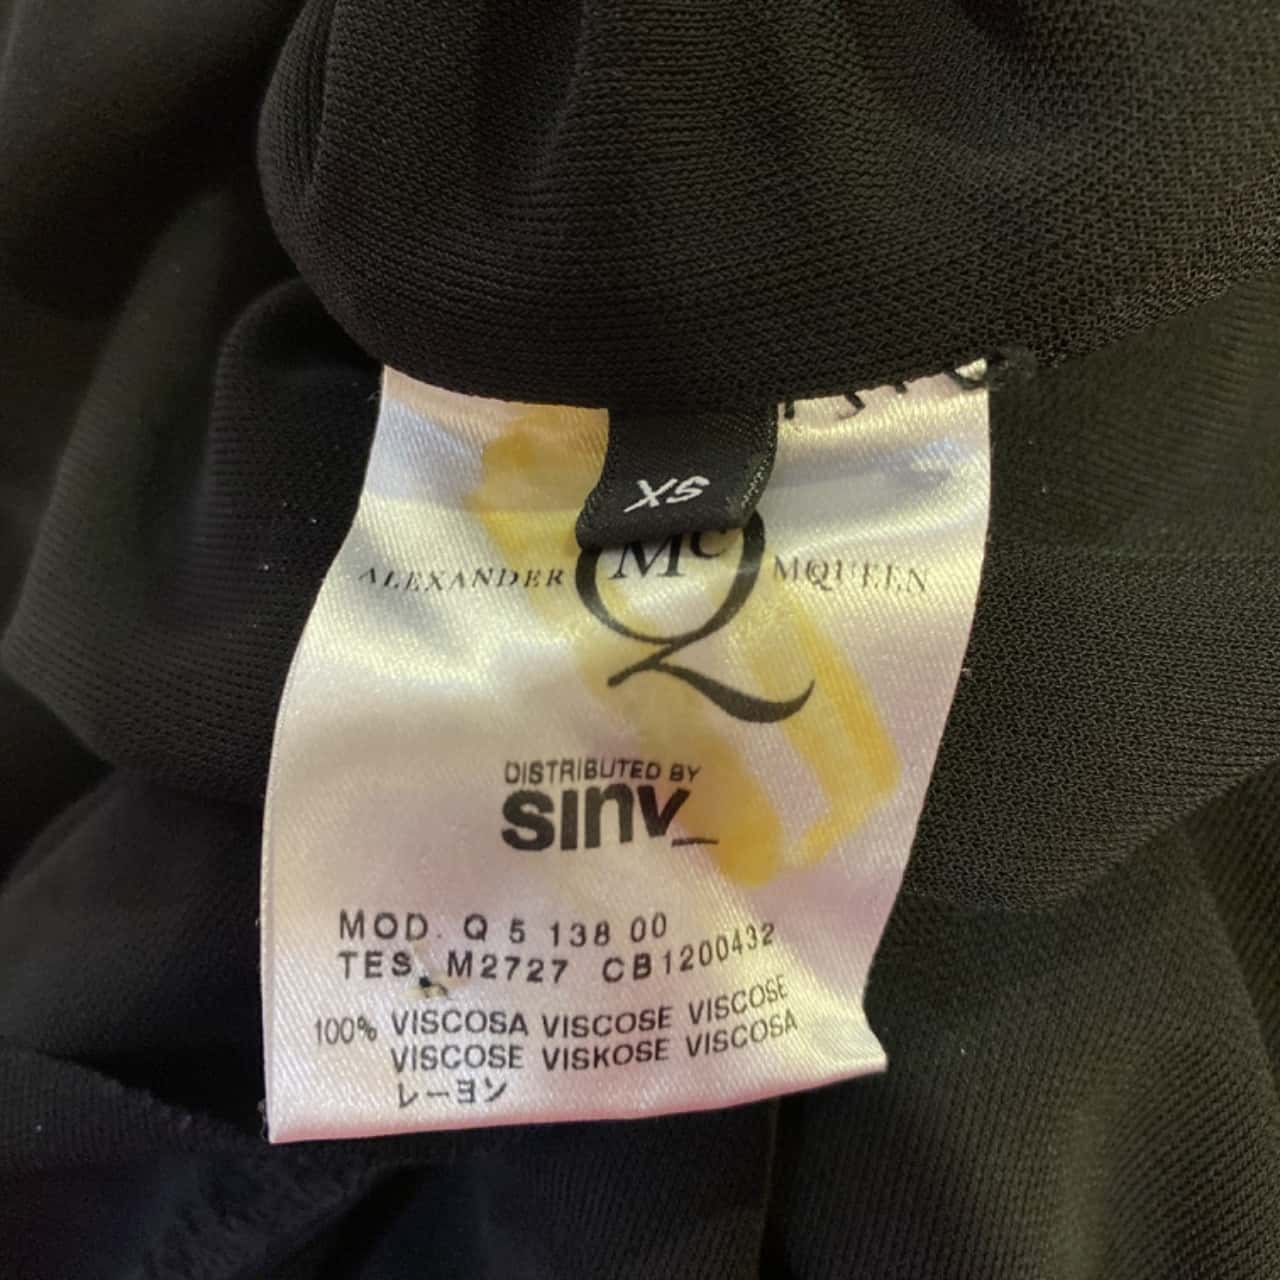 XS
ALEXANDER McQ MCQUEEN
DISTRIBUTED BY
sinv_
MOD. Q 5 138 00
TES. M2727 CB1200432
100% VISCOSA VISCOSE VISCOSE
VISCOSE VISKOSE VISCOSA
レーヨン